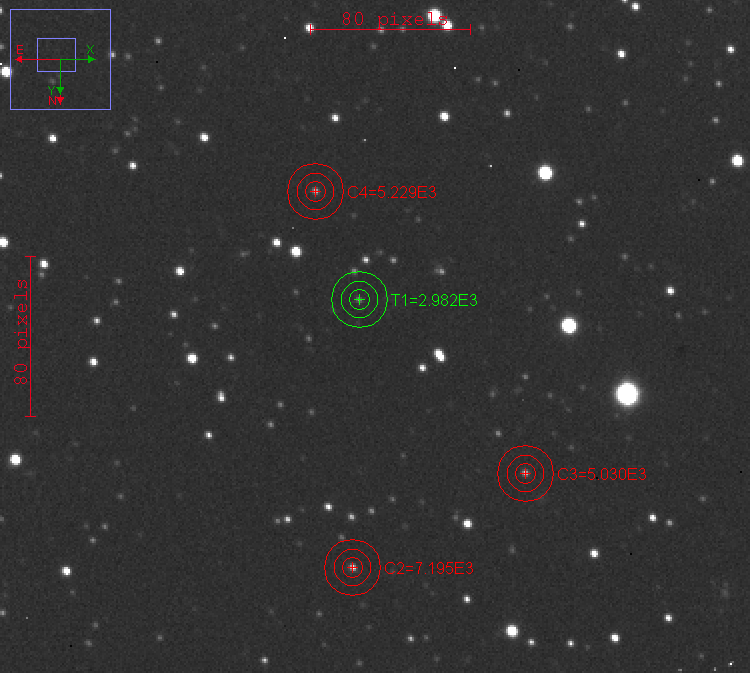 80 pixels
E X
Y
N
C4=5.229E3
80 pixels
T1=2.982E3
C3=5.030E3
C2=7.195E3